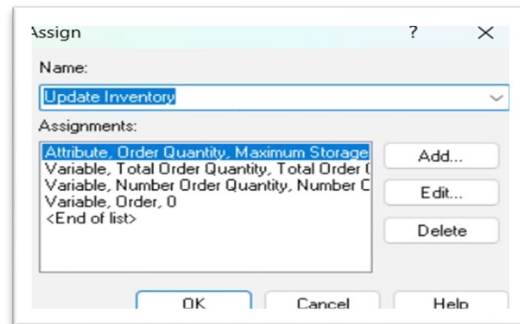 Assign ? ×
Name:
Update Inventory
Assignments:
Attribute, Order Quantity, Maximum Storage
Variable, Total Order Quantity, Total Order
Variable, Number Order Quantity, Number
Variable, Order, 0
<End of list>
Add...
Edit...
Delete
OK Cancel Help